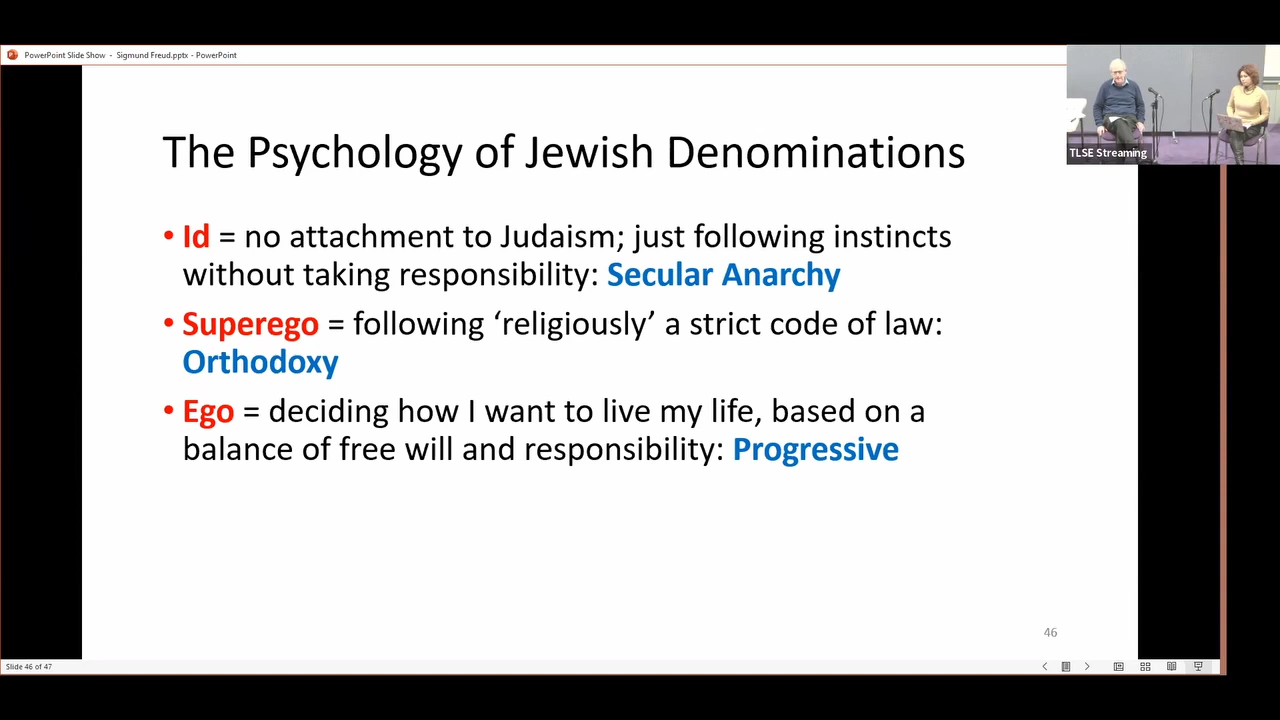 PowerPoint Slide Show - Sigmund Freud.pptx - PowerPoint
TLSE Streaming
The Psychology of Jewish Denominations
• Id = no attachment to Judaism; just following instincts
without taking responsibility: Secular Anarchy
• Superego = following ‘religiously’ a strict code of law:
Orthodoxy
• Ego = deciding how I want to live my life, based on a
balance of free will and responsibility: Progressive
46
Slide 46 of 47